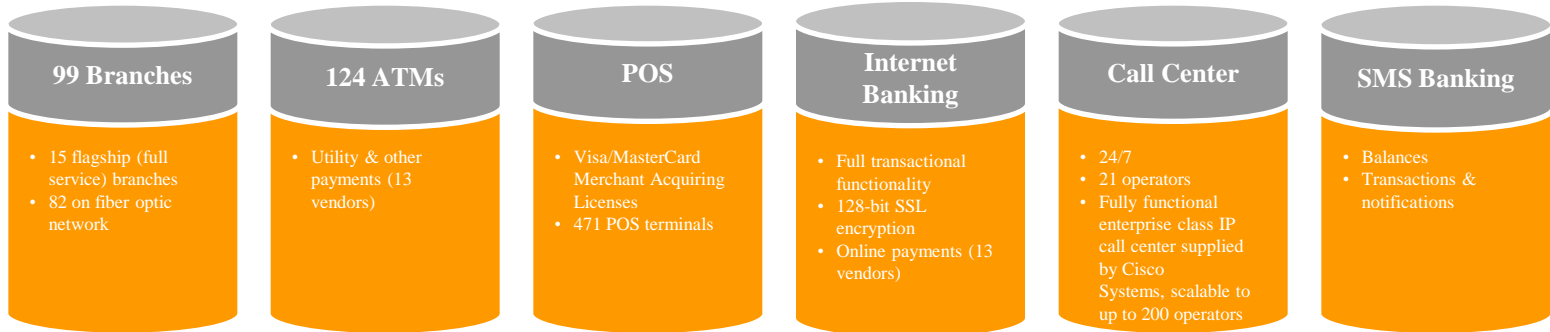 99 Branches
• 15 flagship (full
service) branches
• 82 on fiber optic
network
124 ATMs
• Utility & other
payments (13
vendors)
POS
• Visa/MasterCard
Merchant Acquiring
Licenses
• 471 POS terminals
Internet
Banking
• Full transactional
functionality
• 128-bit SSL
encryption
• Online payments (13
vendors)
Call Center
• 24/7
• 21 operators
• Fully functional
enterprise class IP
call center supplied
by Cisco
Systems, scalable to
up to 200 operators
SMS Banking
• Balances
• Transactions &
notifications